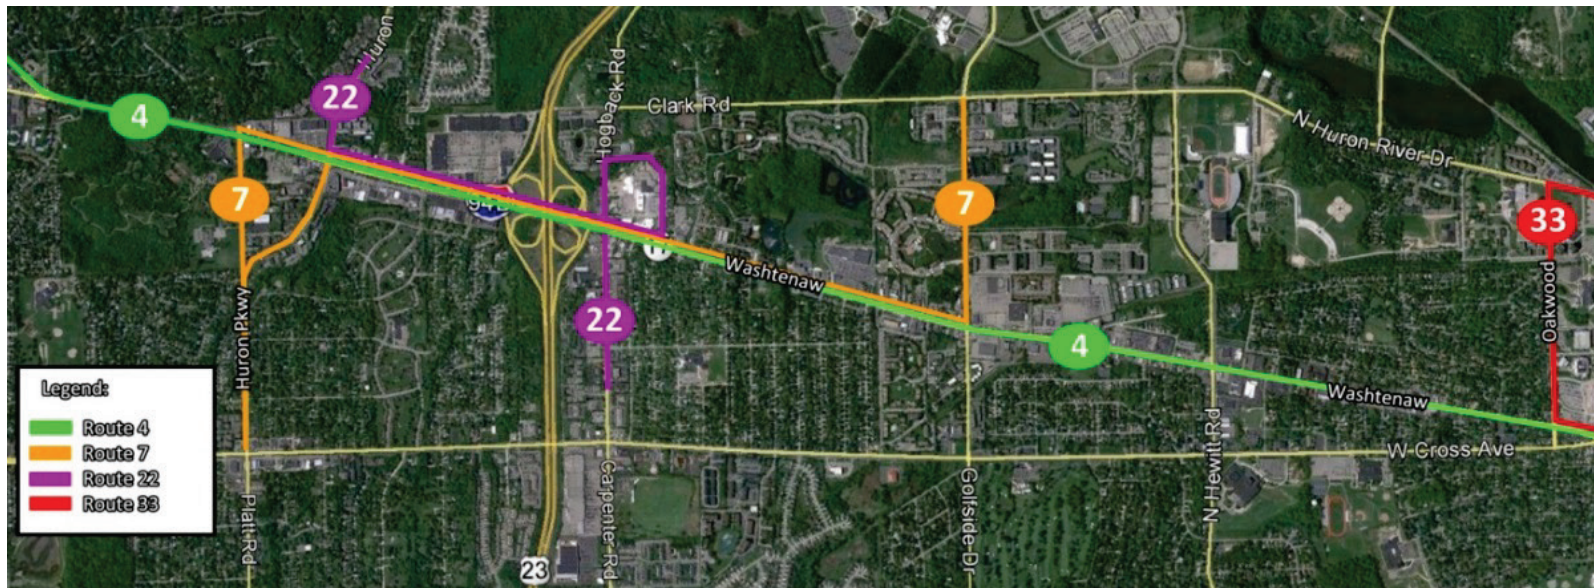 Huron
22
4
Hogback Rd
Clark Rd
N Huron River Dr
7
94
7
33
17
Washtenaw
22
Oakwood
Huron Pkwy
4
Washtenaw
Legend:
Route 4
Route 7
Route 22
Route 33
W Cross Ave
Platt Rd
Carpenter Rd
Golfside Dr
N Hewitt Rd
23